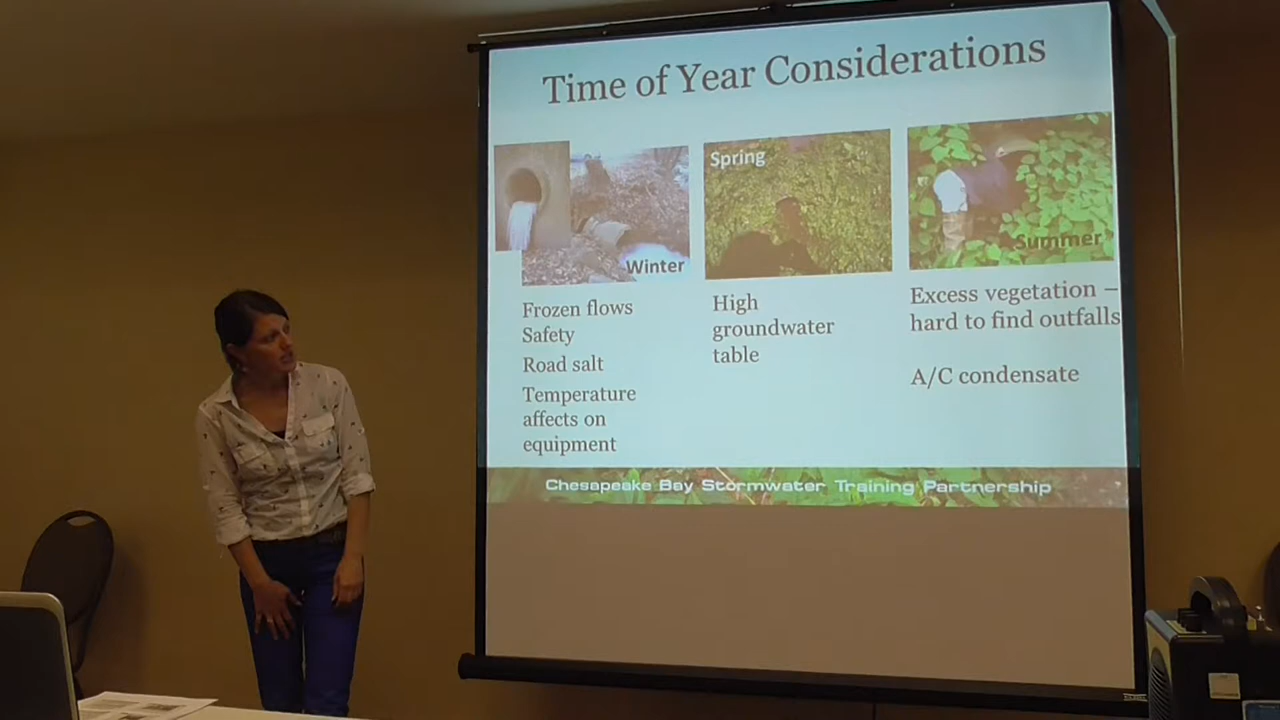 Time of Year Considerations
Winter
Frozen flows
Safety
Road salt
Temperature
affects on
equipment
Spring
High
groundwater
table
Summer
Excess vegetation –
hard to find outfalls
A/C condensate
Chesapeake Bay Stormwater Training Partnership